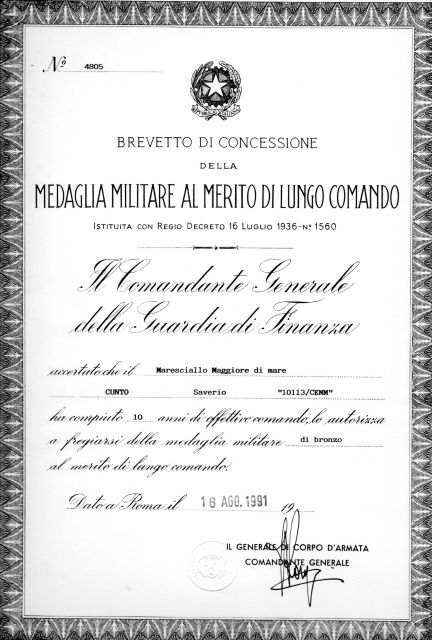 Nº 4805
BREVETTO DI CONCESSIONE
DELLA
MEDAGLIA MILITARE AL MERITO DI LUNGO COMANDO
ISTITUITA CON REGIO DECRETO 16 LUGLIO 1936-Nº 1560
Il Comandante Generale
della Guardia di Finanza
accertato che il Maresciallo Maggiore di mare
CUNTO Saverio "10113/CEMM"
ha compiuto 10 anni di effettivo comando, lo autorizza
a fregiarsi della medaglia militare di bronzo
al merito di lungo comando.
Dato a Roma il 16 AGO. 1991 19
IL GENERALE DI CORPO D'ARMATA
COMANDANTE GENERALE